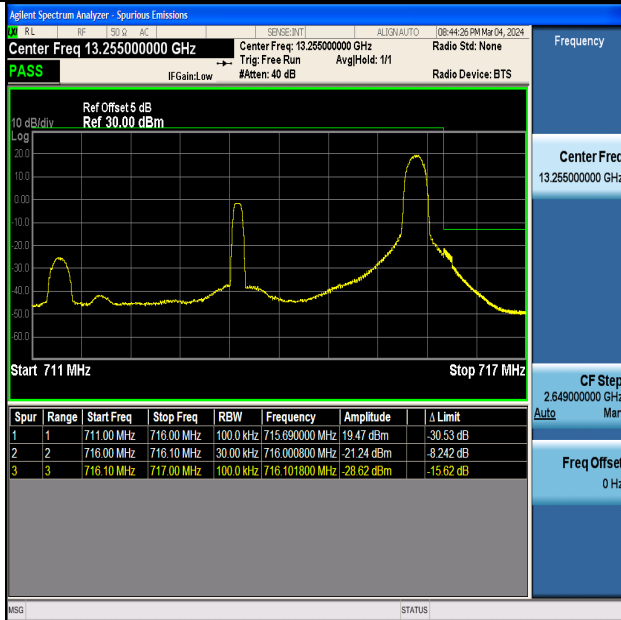 Agilent Spectrum Analyzer - Spurious Emissions
RL RF 50 Ω AC SENSE:INT ALIGN AUTO 08:44:26 PM Mar 04, 2024
Center Freq 13.255000000 GHz Center Freq: 13.255000000 GHz Radio Std: None
Trig: Free Run Avg|Hold: 1/1
PASS IFGain:Low #Atten: 40 dB Radio Device: BTS
Ref Offset 5 dB
10 dB/div Ref 30.00 dBm
Log
20.0
10.0
0.00
-10.0
-20.0
-30.0
-40.0
-50.0
-60.0
Start 711 MHz Stop 717 MHz
Spur Range Start Freq Stop Freq RBW Frequency Amplitude Δ Limit
1 1 711.00 MHz 716.00 MHz 100.0 kHz 715.690000 MHz 19.47 dBm -30.53 dB
2 2 716.00 MHz 716.10 MHz 30.00 kHz 716.000800 MHz -21.24 dBm -8.242 dB
3 3 716.10 MHz 717.00 MHz 100.0 kHz 716.101800 MHz -28.62 dBm -15.62 dB
MSG STATUS
Frequency
Center Freq
13.255000000 GHz
CF Step
2.649000000 GHz
Auto Man
Freq Offset
0 Hz